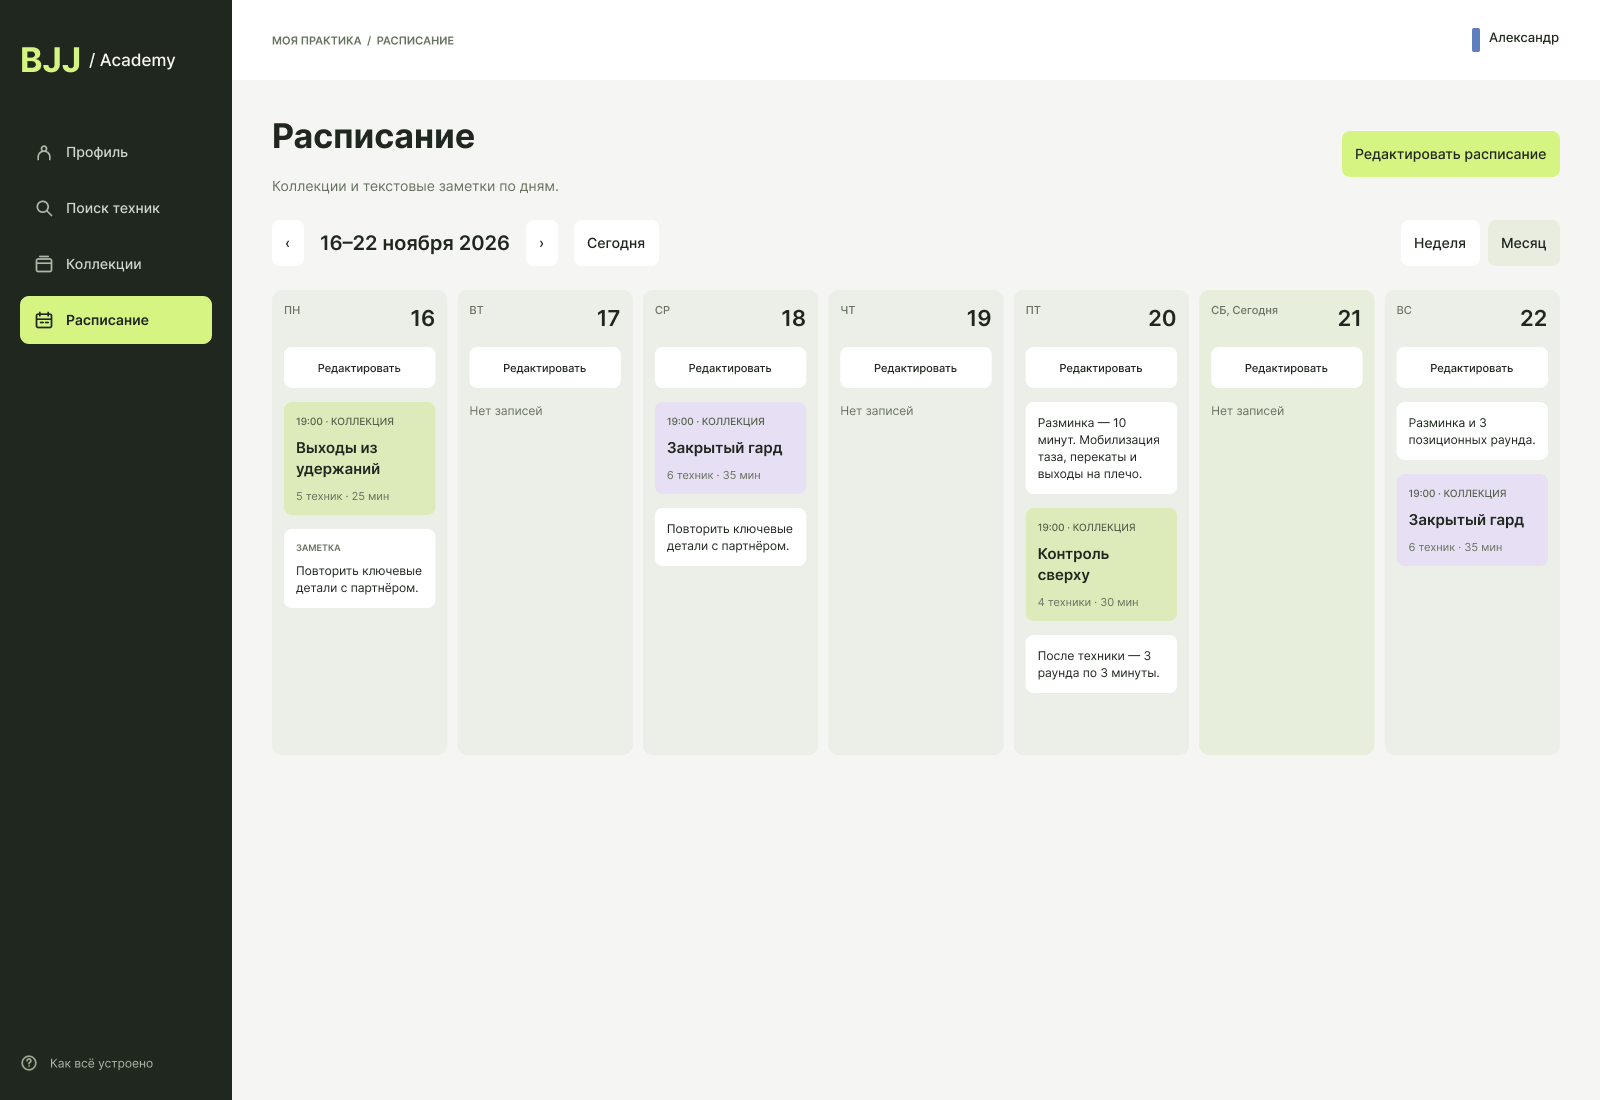 BJJ / Academy
Профиль
Поиск техник
Коллекции
Расписание
Как всё устроено
МОЯ ПРАКТИКА / РАСПИСАНИЕ
Александр
Расписание
Коллекции и текстовые заметки по дням.
Редактировать расписание
‹
16–22 ноября 2026
›
Сегодня
Неделя
Месяц
ПН
16
Редактировать
19:00 · КОЛЛЕКЦИЯ
Выходы из
удержаний
5 техник · 25 мин
ЗАМЕТКА
Повторить ключевые
детали с партнёром.
ВТ
17
Редактировать
Нет записей
СР
18
Редактировать
19:00 · КОЛЛЕКЦИЯ
Закрытый гард
6 техник · 35 мин
Повторить ключевые
детали с партнёром.
ЧТ
19
Редактировать
Нет записей
ПТ
20
Редактировать
Разминка — 10
минут. Мобилизация
таза, перекаты и
выходы на плечо.
19:00 · КОЛЛЕКЦИЯ
Контроль
сверху
4 техники · 30 мин
После техники — 3
раунда по 3 минуты.
СБ, Сегодня
21
Редактировать
Нет записей
ВС
22
Редактировать
Разминка и 3
позиционных раунда.
19:00 · КОЛЛЕКЦИЯ
Закрытый гард
6 техник · 35 мин